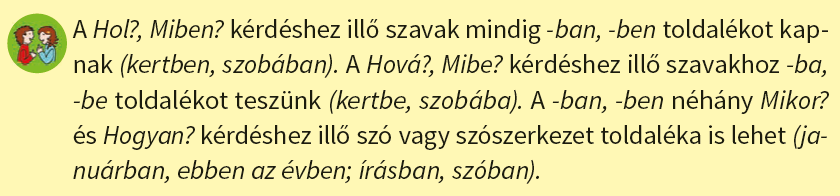 A Hol?, Miben? kérdéshez illő szavak mindig -ban, -ben toldalékot kap-
nak (kertben, szobában). A Hová?, Mibe? kérdéshez illő szavakhoz -ba,
-be toldalékot teszünk (kertbe, szobába). A -ban, -ben néhány Mikor?
és Hogyan? kérdéshez illő szó vagy szószerkezet toldaléka is lehet (ja-
nuárban, ebben az évben; írásban, szóban).